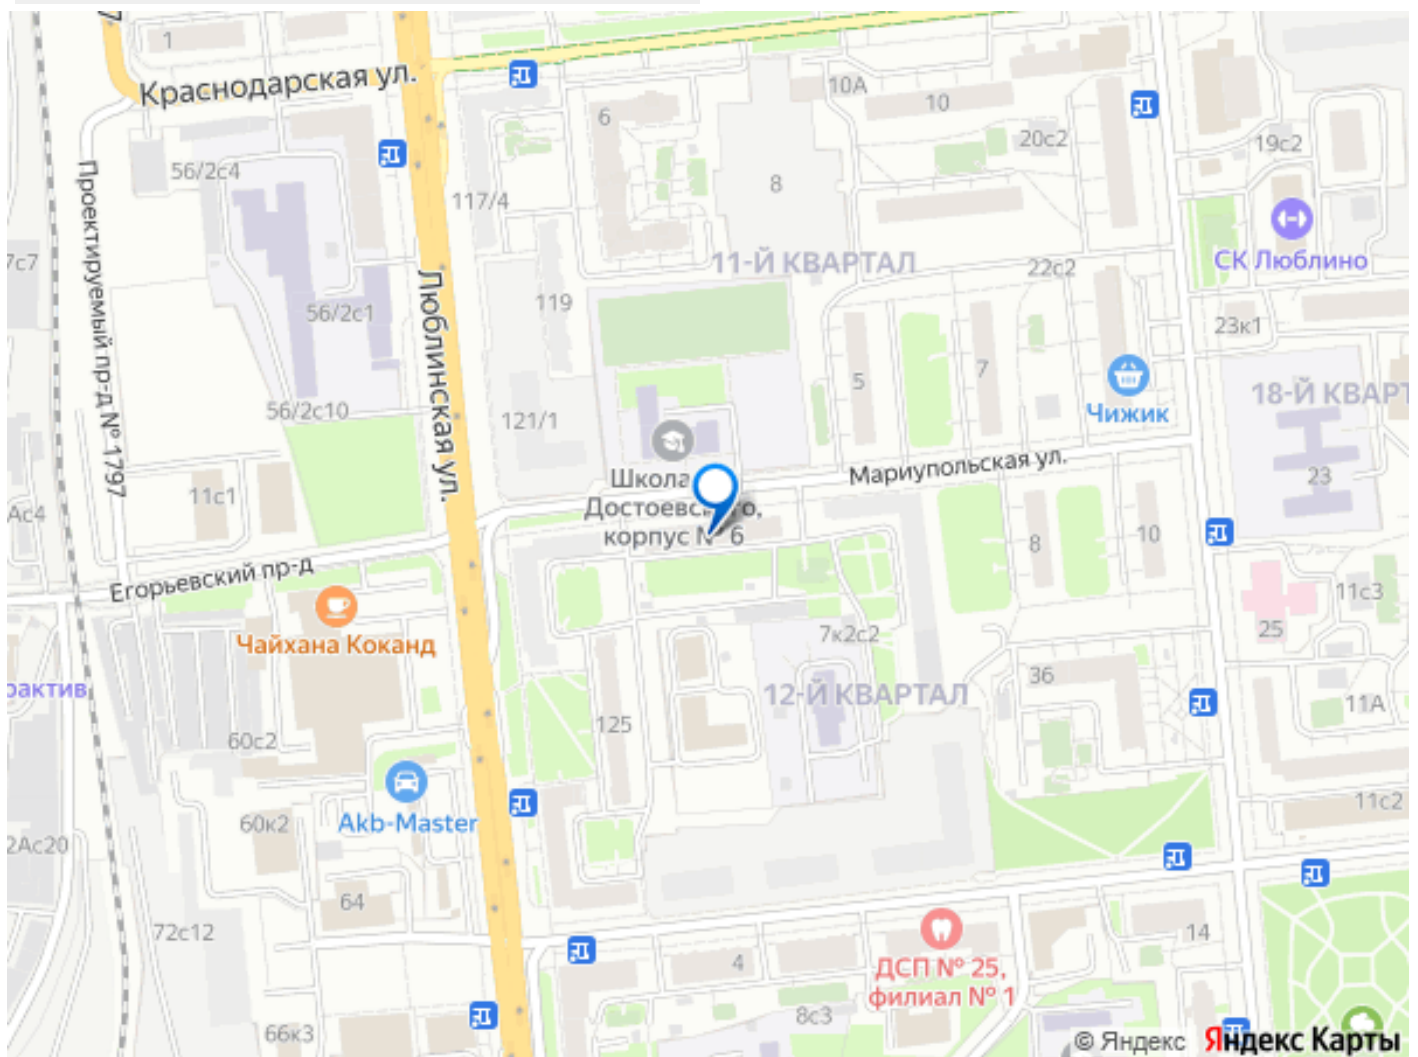 1
Краснодарская ул.
10А
10
6
20с2
19с2
56/2с4
8
117/4
Проектируемый пр-д № 1797
7с7
11-Й КВАРТАЛ
СК Люблино
22с2
Люблинская ул.
119
56/2с1
23к1
5
7
Чижик
18-Й КВАРТ
56/2с10
121/1
Школа
Мариупольская ул.
23
11с1
Достоевского,
Ас4
корпус № 6
8
10
Егорьевский пр-д
11с3
25
Чайхана Коканд
7к2с2
36
рактив
12-Й КВАРТАЛ
11А
125
60с2
11с2
60к2
Akb-Master
2Ас20
64
72с12
14
4
ДСП № 25,
филиал № 1
8с3
66к3
© Яндекс Яндекс Карты